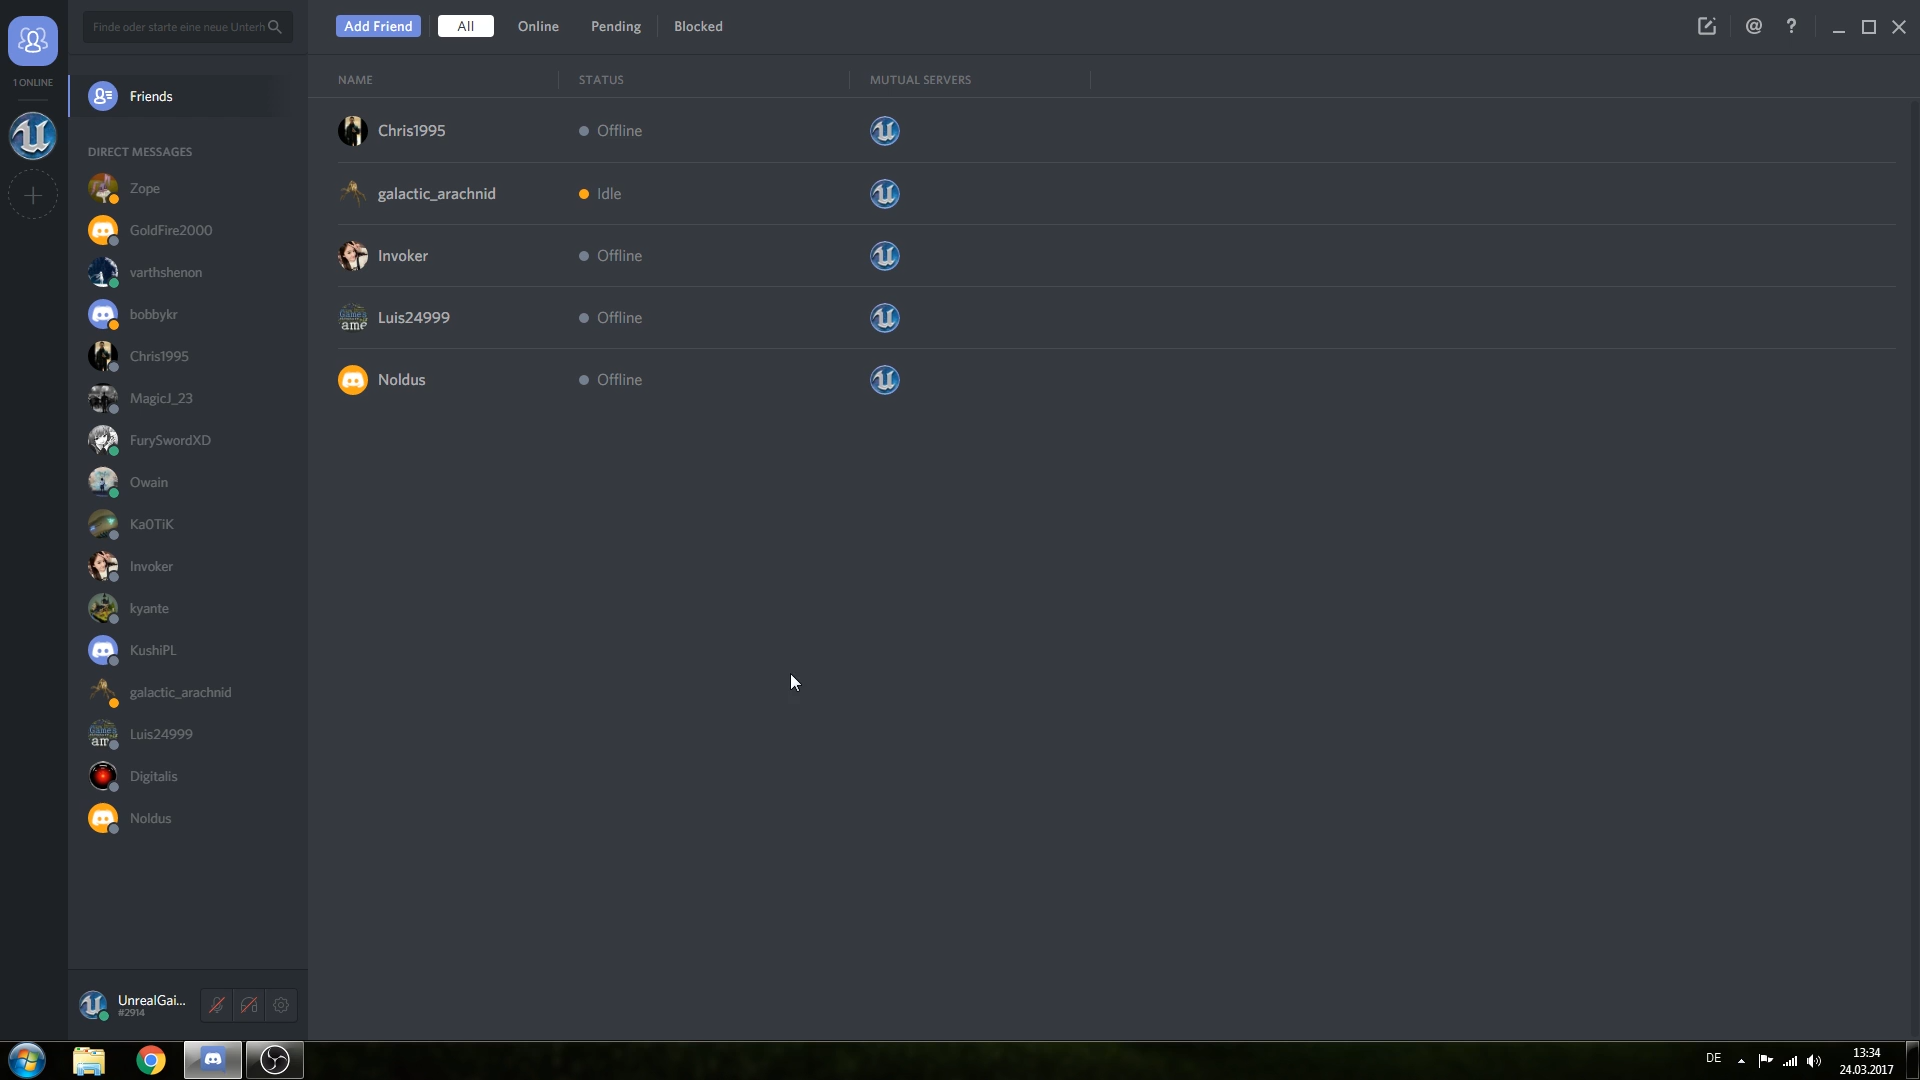 Finde oder starte eine neue Unterh
Add Friend
All
Online
Pending
Blocked
@
?
1 ONLINE
Friends
DIRECT MESSAGES
Zope
GoldFire2000
varthshenon
bobbykr
Chris1995
MagicJ_23
FurySwordXD
Owain
Ka0TiK
Invoker
kyante
KushiPL
galactic_arachnid
Luis24999
Digitalis
Noldus
NAME
STATUS
MUTUAL SERVERS
Chris1995
Offline
galactic_arachnid
Idle
Invoker
Offline
Luis24999
Offline
Noldus
Offline
UnrealGai...
#2914
DE
13:34
24.03.2017